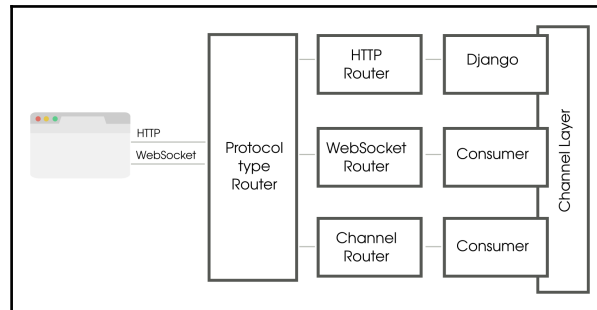 HTTP
WebSocket
Protocol
type
Router
HTTP
Router
Django
WebSocket
Router
Consumer
Channel
Router
Consumer
Channel Layer